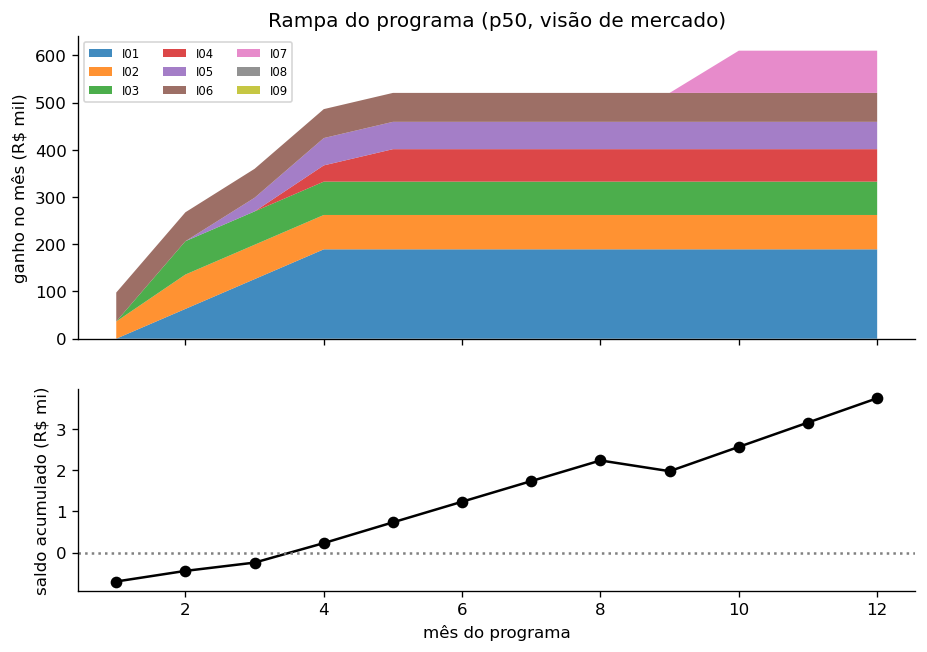 Rampa do programa (p50, visão de mercado)
ganho no mês (R$ mil)
600
500
400
300
200
100
0
I01 I04 I07
I02 I05 I08
I03 I06 I09
saldo acumulado (R$ mi)
3
2
1
0
2 4 6 8 10 12
mês do programa